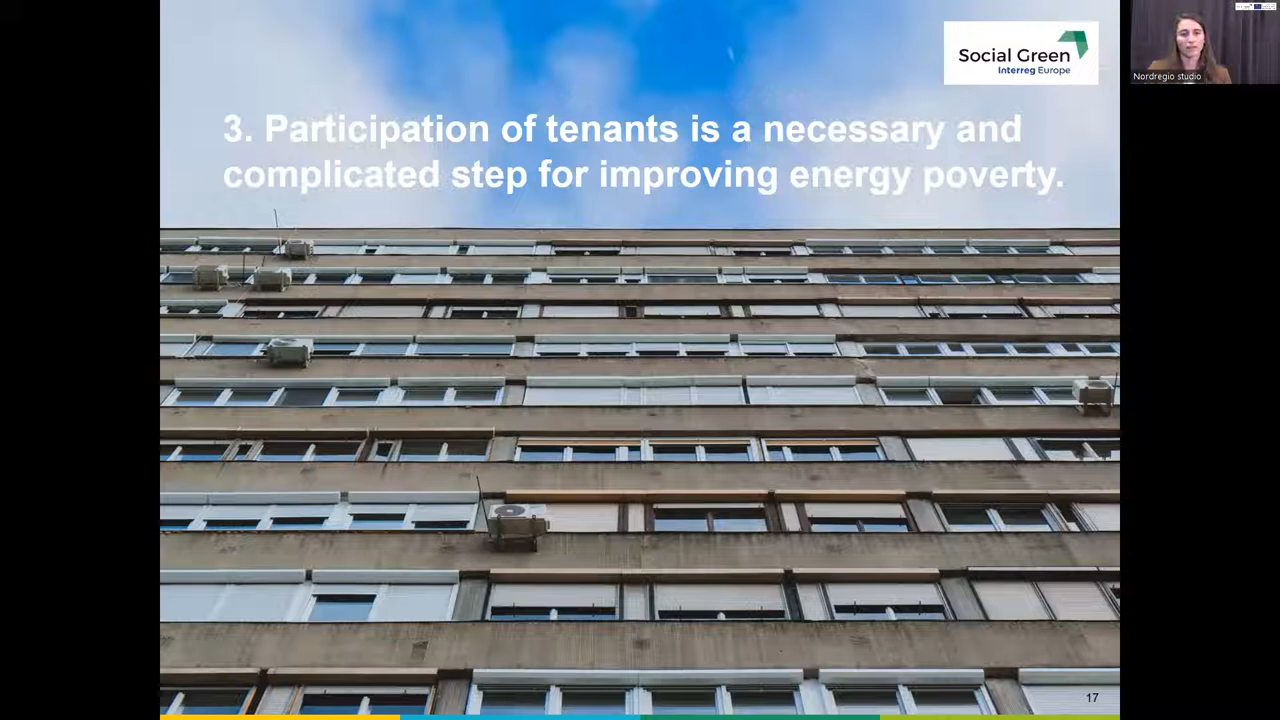 Social Green
Interreg Europe
3. Participation of tenants is a necessary and
complicated step for improving energy poverty.
Nordregio studio
17